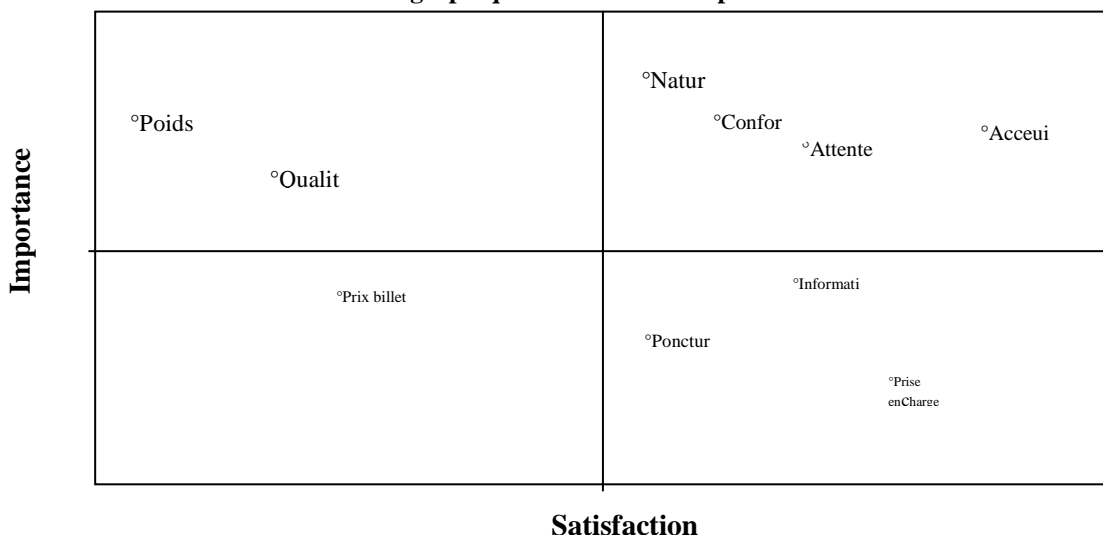 °Natur
°Poids
°Confor
°Acceui
°Attente
°Oualit
Importance
°Informati
°Prix billet
°Ponctur
°Prise
encharge
Satisfaction